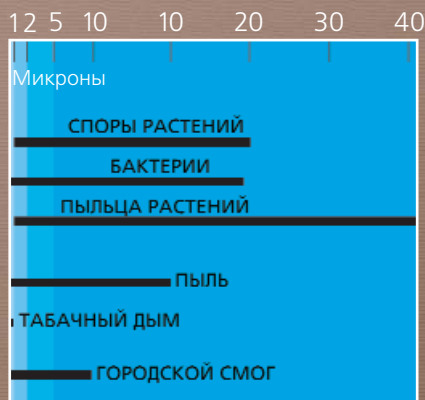 1 2 5 10 10 20 30 40
Микроны
СПОРЫ РАСТЕНИЙ
БАКТЕРИИ
ПЫЛЬЦА РАСТЕНИЙ
ПЫЛЬ
ТАБАЧНЫЙ ДЫМ
ГОРОДСКОЙ СМОГ